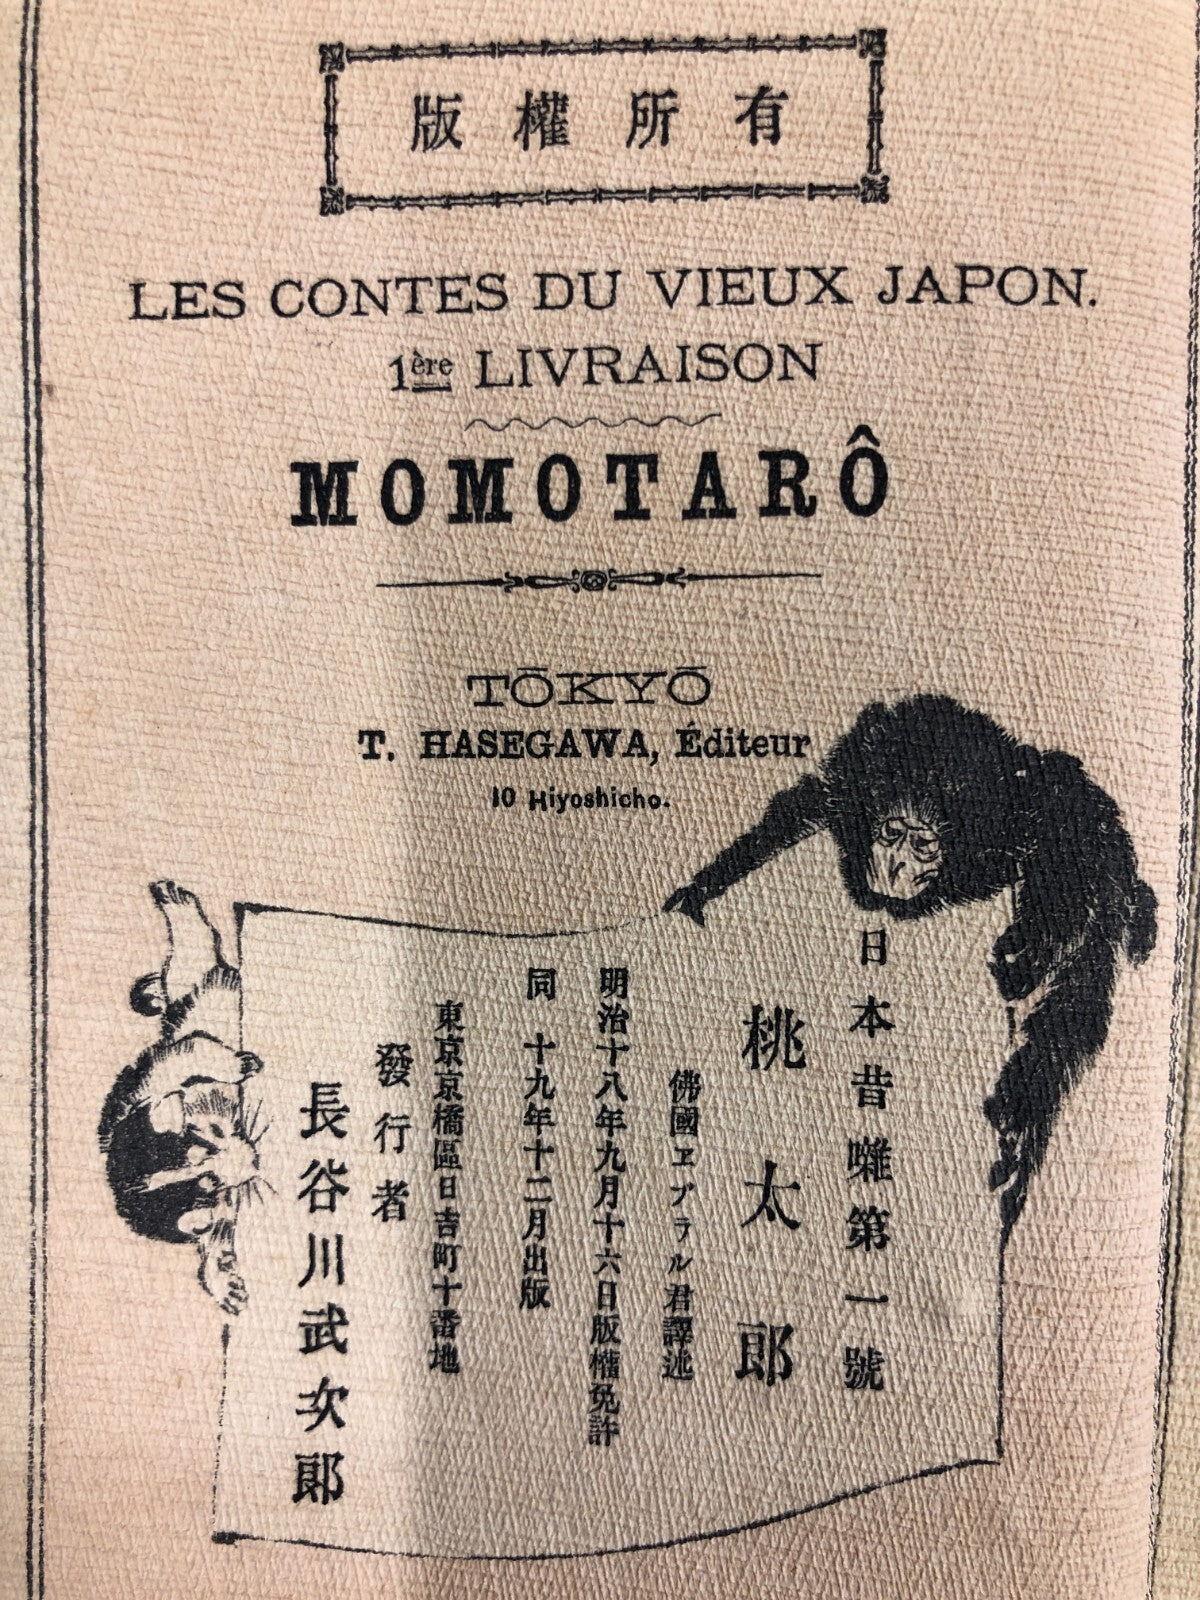 版權所有
LES CONTES DU VIEUX JAPON.
1ère LIVRAISON
MOMOTARÔ
TŌKYŌ
T. HASEGAWA, Éditeur
10 Hiyoshicho.
日本昔噺第一號
桃太郎
佛國ヱブラル君譯述
明治十八年九月十六日版權免許
同十九年十二月出版
東京京橋區日吉町十番地
發行者
長谷川武次郎